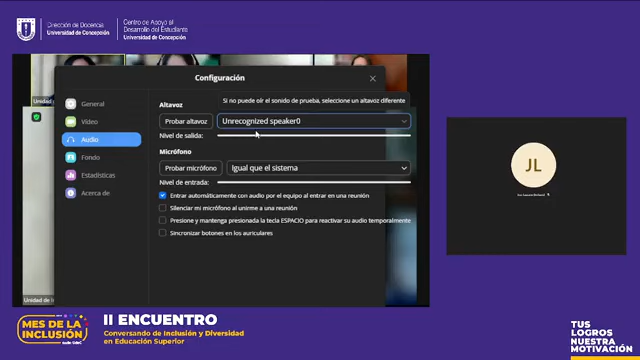 Dirección de Docencia
Universidad de Concepción
Centro de Apoyo al
Desarrollo del Estudiante
Universidad de Concepción
Unidad de
Configuración
General
Vídeo
Audio
Fondo
Estadísticas
Acerca de
Si no puede oír el sonido de prueba, seleccione un altavoz diferente
Altavoz
Probar altavoz
Unrecognized speaker0
Nivel de salida:
Micrófono
Probar micrófono
Igual que el sistema
Nivel de entrada:
Entrar automáticamente con audio por el equipo al entrar en una reunión
Silenciar mi micrófono al unirme a una reunión
Presione y mantenga presionada la tecla ESPACIO para reactivar su audio temporalmente
Sincronizar botones en los auriculares
Unidad de In
JL
MES DE LA
INCLUSIÓN
II ENCUENTRO
Conversando de Inclusión y Diversidad
en Educación Superior
TUS
LOGROS
NUESTRA
MOTIVACIÓN